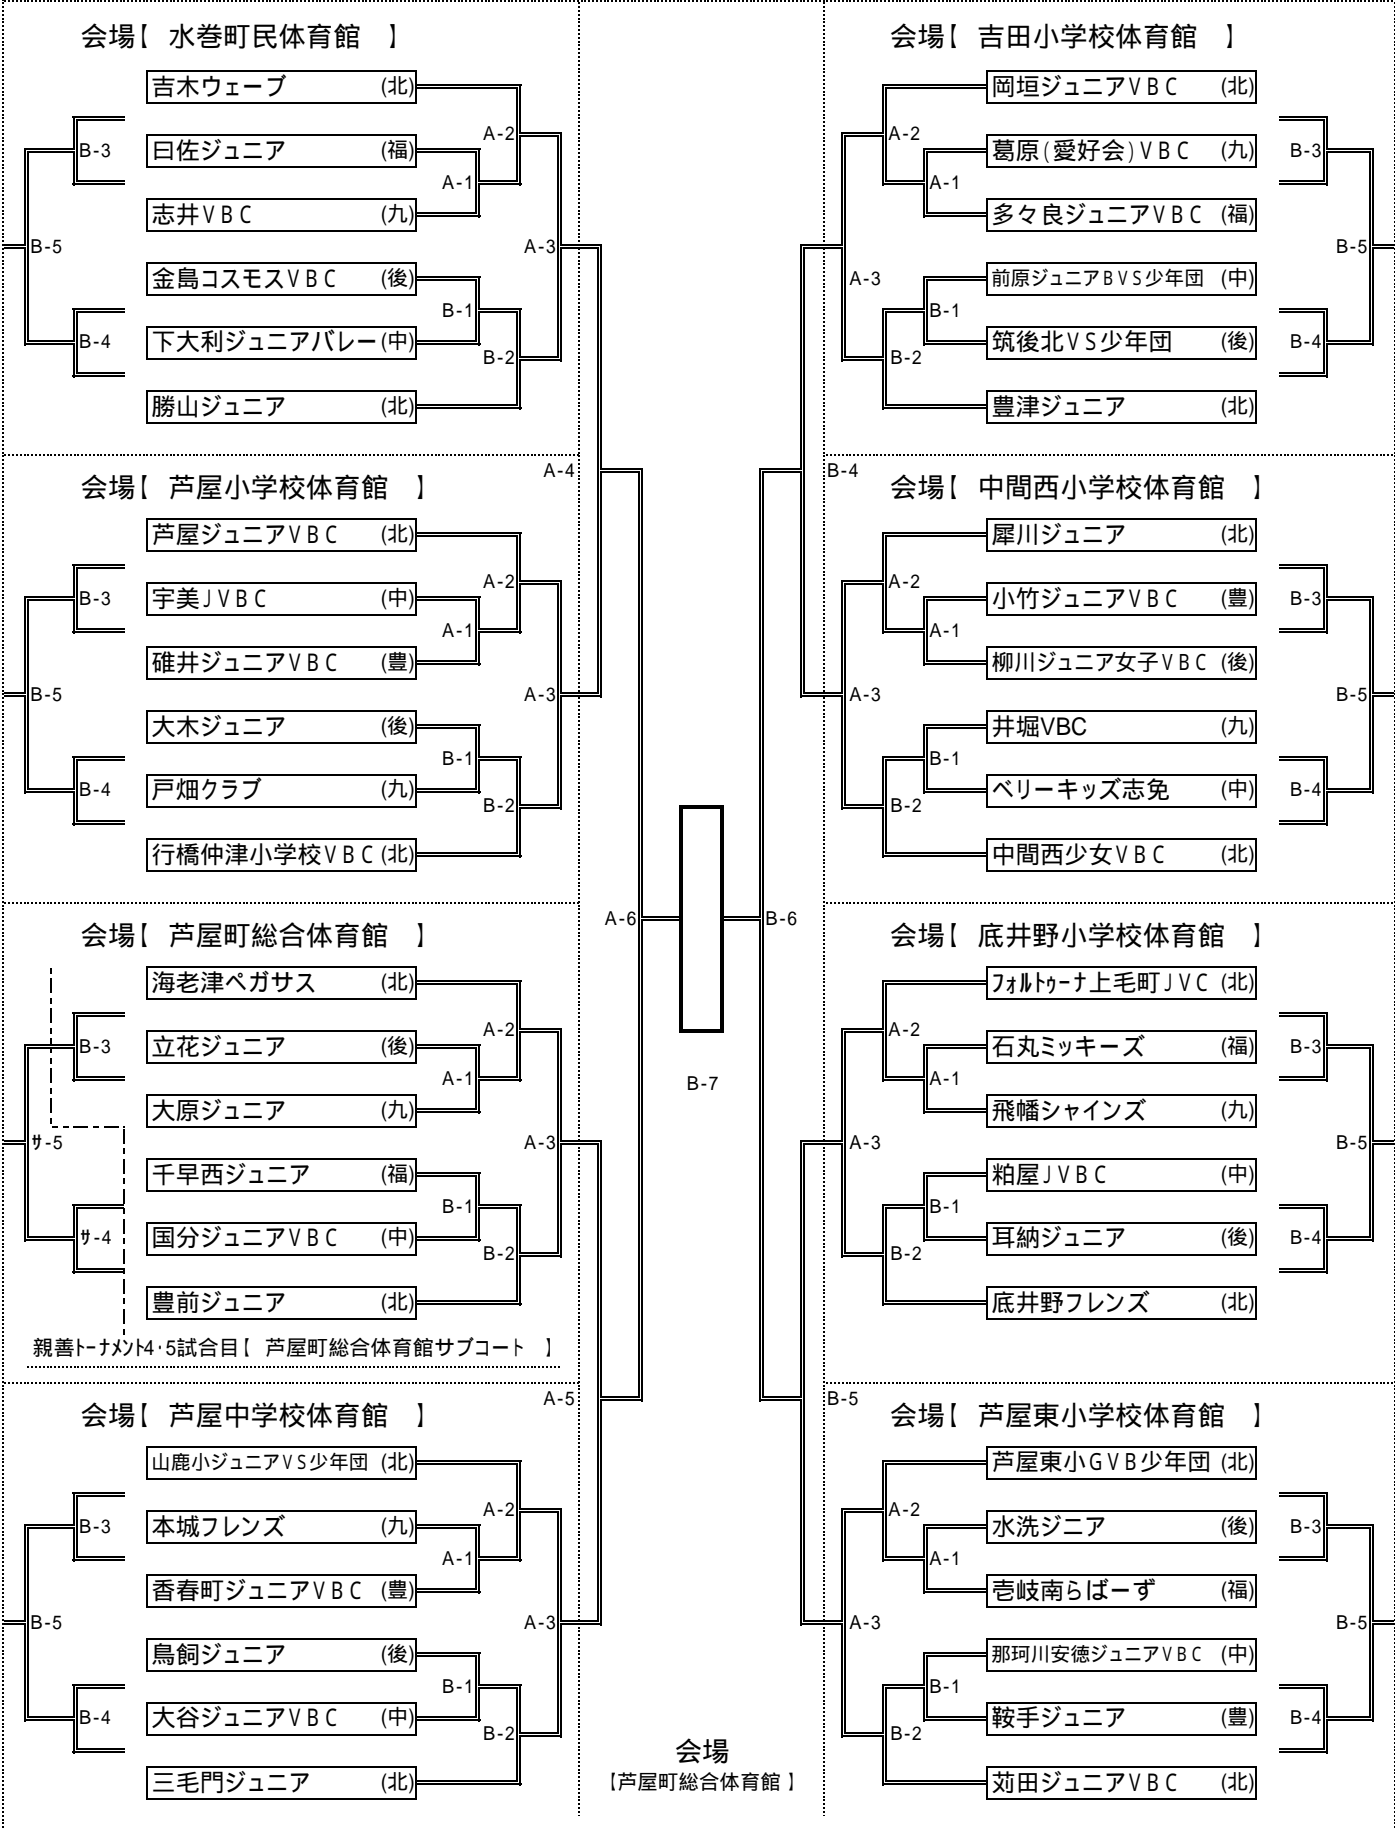 会場【 水巻町民体育館 】
吉木ウェーブ (北)
A-2
B-3
曰佐ジュニア (福)
A-1
志井VBC (九)
B-5
A-3
金島コスモスVBC (後)
B-1
B-4
下大利ジュニアバレー (中)
B-2
勝山ジュニア (北)
A-4
会場【 芦屋小学校体育館 】
芦屋ジュニアVBC (北)
A-2
B-3
宇美JVBC (中)
A-1
碓井ジュニアVBC (豊)
B-5
A-3
大木ジュニア (後)
B-1
B-4
戸畑クラブ (九)
B-2
行橋仲津小学校VBC (北)
会場【 芦屋町総合体育館 】
海老津ペガサス (北)
A-2
B-3
立花ジュニア (後)
A-1
大原ジュニア (九)
サ-5
A-3
千早西ジュニア (福)
B-1
サ-4
国分ジュニアVBC (中)
B-2
豊前ジュニア (北)
親善トーナメント4・5試合目【 芦屋町総合体育館サブコート 】
A-5
会場【 芦屋中学校体育館 】
山鹿小ジュニアVS少年団 (北)
A-2
B-3
本城フレンズ (九)
A-1
香春町ジュニアVBC (豊)
B-5
A-3
鳥飼ジュニア (後)
B-1
B-4
大谷ジュニアVBC (中)
B-2
三毛門ジュニア (北)
A-6
B-6
B-7
会場
【芦屋町総合体育館 】
会場【 吉田小学校体育館 】
岡垣ジュニアVBC (北)
A-2
葛原(愛好会)VBC (九)
B-3
A-1
多々良ジュニアVBC (福)
B-5
A-3
前原ジュニアBVS少年団 (中)
B-1
筑後北VS少年団 (後)
B-4
B-2
豊津ジュニア (北)
B-4
会場【 中間西小学校体育館 】
犀川ジュニア (北)
A-2
小竹ジュニアVBC (豊)
B-3
A-1
柳川ジュニア女子VBC (後)
A-3
B-5
井堀VBC (九)
B-1
ベリーキッズ志免 (中)
B-4
B-2
中間西少女VBC (北)
会場【 底井野小学校体育館 】
フォルトゥーナ上毛町JVC (北)
A-2
石丸ミッキーズ (福)
B-3
A-1
飛幡シャインズ (九)
A-3
B-5
粕屋JVBC (中)
B-1
耳納ジュニア (後)
B-4
B-2
底井野フレンズ (北)
B-5
会場【 芦屋東小学校体育館 】
芦屋東小GVB少年団 (北)
A-2
水洗ジニア (後)
B-3
A-1
壱岐南らばーず (福)
A-3
B-5
那珂川安徳ジュニアVBC (中)
B-1
鞍手ジュニア (豊)
B-4
B-2
苅田ジュニアVBC (北)